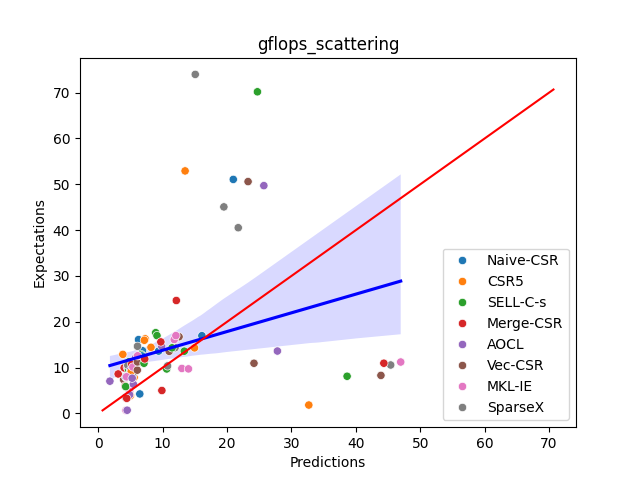 gflops_scattering
Expectations
70
60
50
40
30
20
10
0
0 10 20 30 40 50 60 70
Predictions
Naive-CSR
CSR5
SELL-C-s
Merge-CSR
AOCL
Vec-CSR
MKL-IE
SparseX